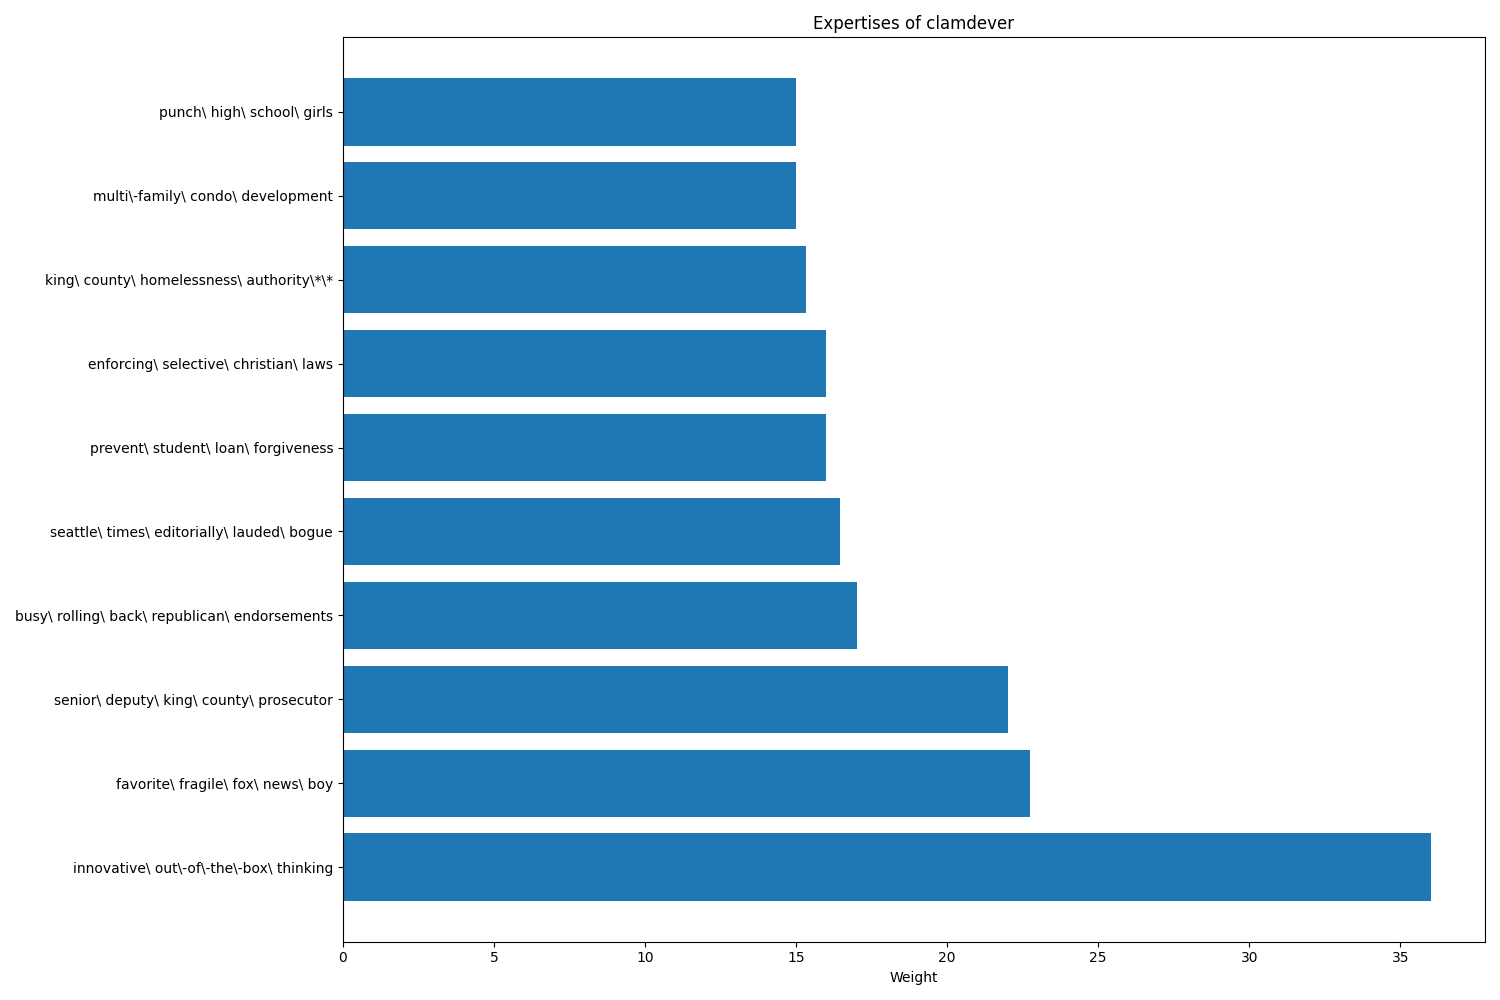 Expertises of clamdever
punch\ high\ school\ girls
multi\-family\ condo\ development
king\ county\ homelessness\ authority\*\*
enforcing\ selective\ christian\ laws
prevent\ student\ loan\ forgiveness
seattle\ times\ editorially\ lauded\ bogue
busy\ rolling\ back\ republican\ endorsements
senior\ deputy\ king\ county\ prosecutor
favorite\ fragile\ fox\ news\ boy
innovative\ out\-of\-the\-box\ thinking
0 5 10 15 20 25 30 35
Weight